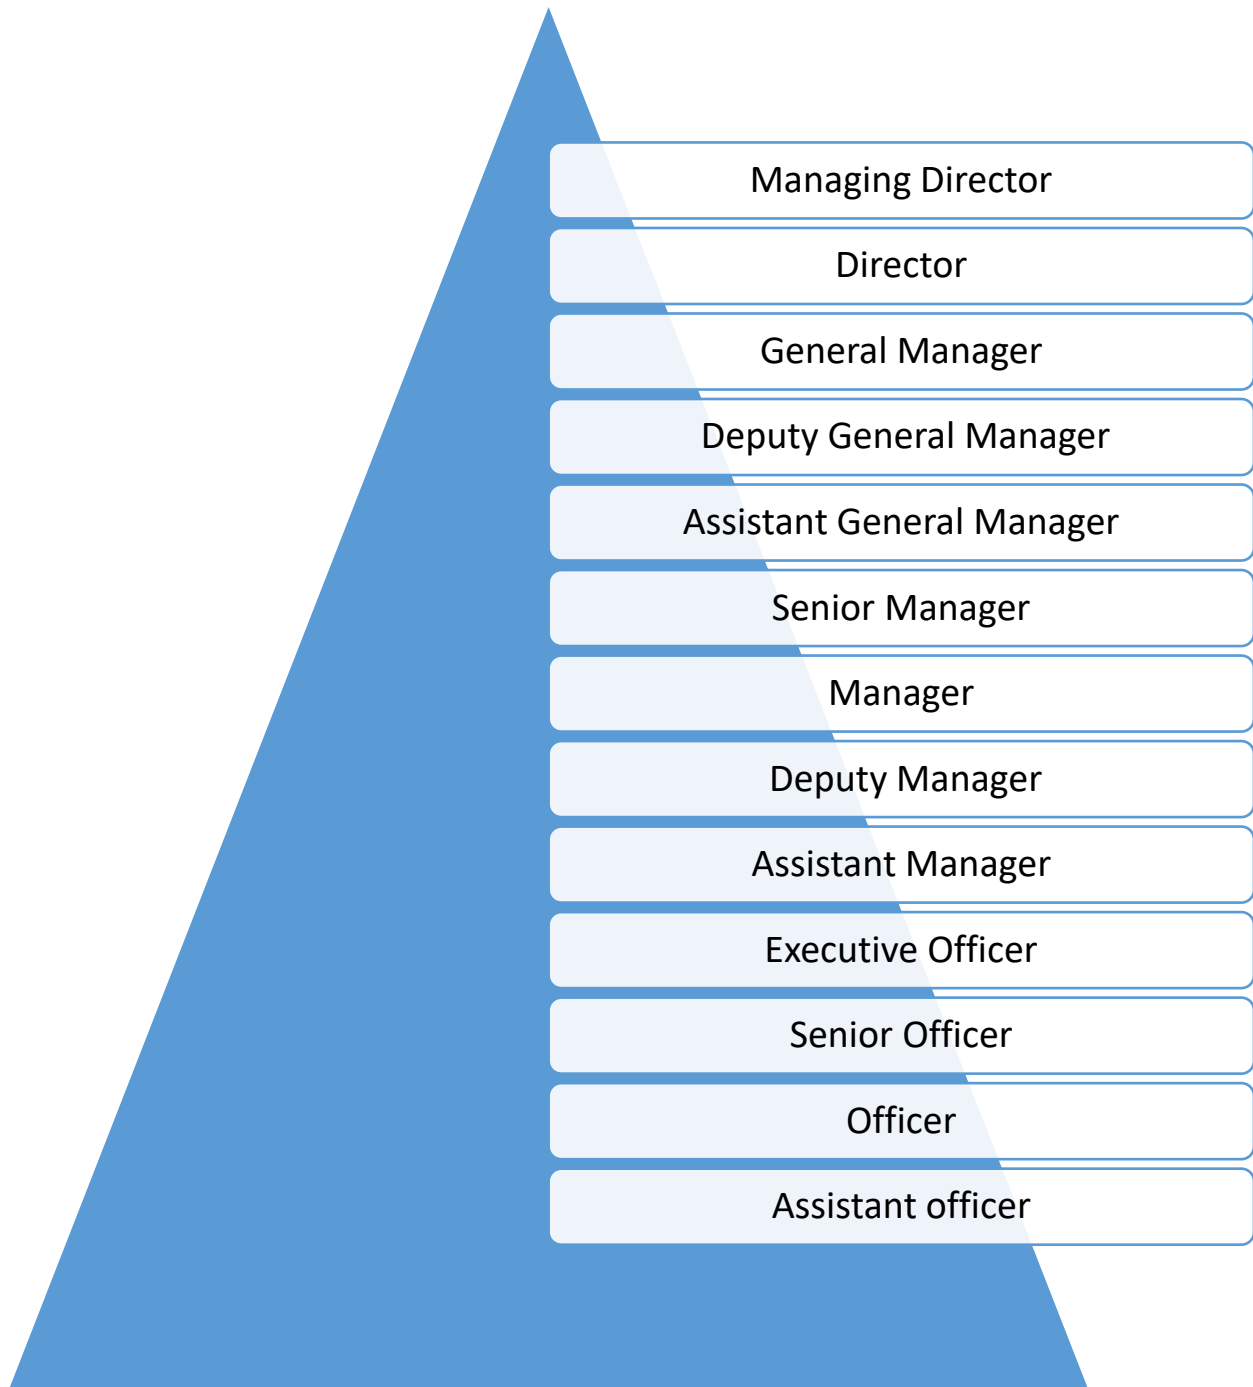 Managing Director
Director
General Manager
Deputy General Manager
Assistant General Manager
Senior Manager
Manager
Deputy Manager
Assistant Manager
Executive Officer
Senior Officer
Officer
Assistant officer